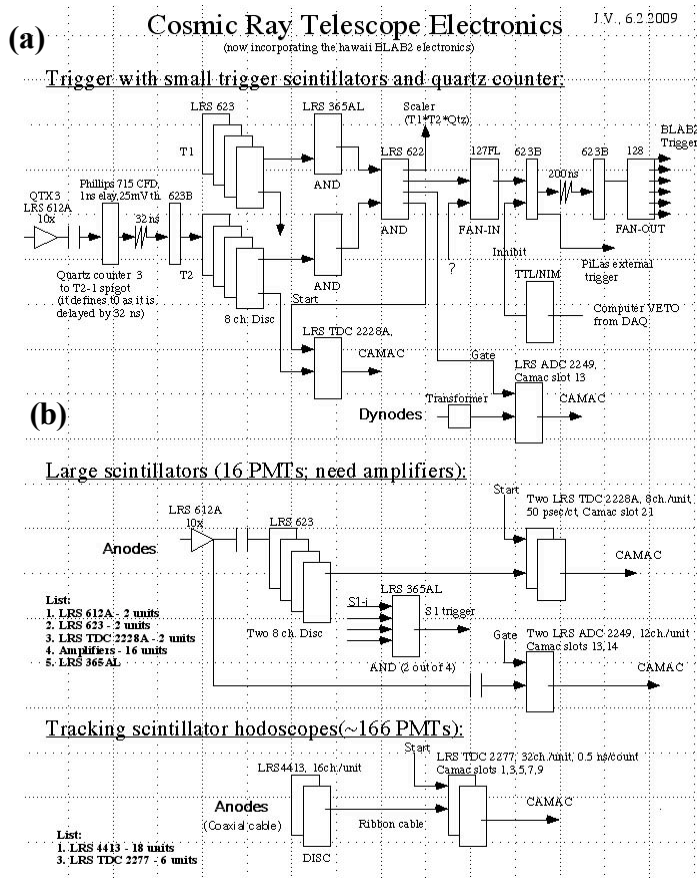 (a)
Cosmic Ray Telescope Electronics
J.V., 6.2.2009
(now incorporating the hawaii BLAB2 electronics)
Trigger with small trigger scintillators and quartz counter:
LRS 623
LRS 365AL
Scaler
(T1*T2*Qtz)
T1
LRS 622
127FL
623B
623B
128
BLAB2
Trigger
AND
200ns
QTX3
LRS 612A
10x
Phillips 715 CFD,
1ns elay,25mV th.
623B
32ns
AND
FAN-IN
FAN-OUT
Quartz counter 3
to T2-1 spigot
(it defines t0 as it is
delayed by 32 ns)
T2
AND
?
Inhibit
PiLas external
trigger
TTL/NIM
8 ch. Disc
Start
Computer VETO
from DAQ
LRS TDC 2228A,
CAMAC
Gate
LRS ADC 2249,
Camac slot 13
(b)
Dynodes
Transformer
CAMAC
Large scintillators (16 PMTs; need amplifiers):
LRS 612A
10x
LRS 623
Start
Two LRS TDC 2228A, 8ch./unit,
50 psec/ct, Camac slot 21
Anodes
CAMAC
LRS 365AL
S1-i
S1 trigger
List:
1. LRS 612A - 2 units
2. LRS 623 - 2 units
3. LRS TDC 2228A - 2 units
4. Amplifiers - 16 units
5. LRS 365AL
Two 8 ch. Disc
AND (2 out of 4)
Gate
Two LRS ADC 2249, 12ch./unit
Camac slots 13,14
CAMAC
Tracking scintillator hodoscopes(~166 PMTs):
Start
LRS4413, 16ch./unit
LRS TDC 2277, 32ch./unit, 0.5 ns/count
Camac slots 1,3,5,7,9
Anodes
(Coaxial cable)
Ribbon cable
CAMAC
DISC
List:
1. LRS 4413 - 18 units
3. LRS TDC 2277 - 6 units